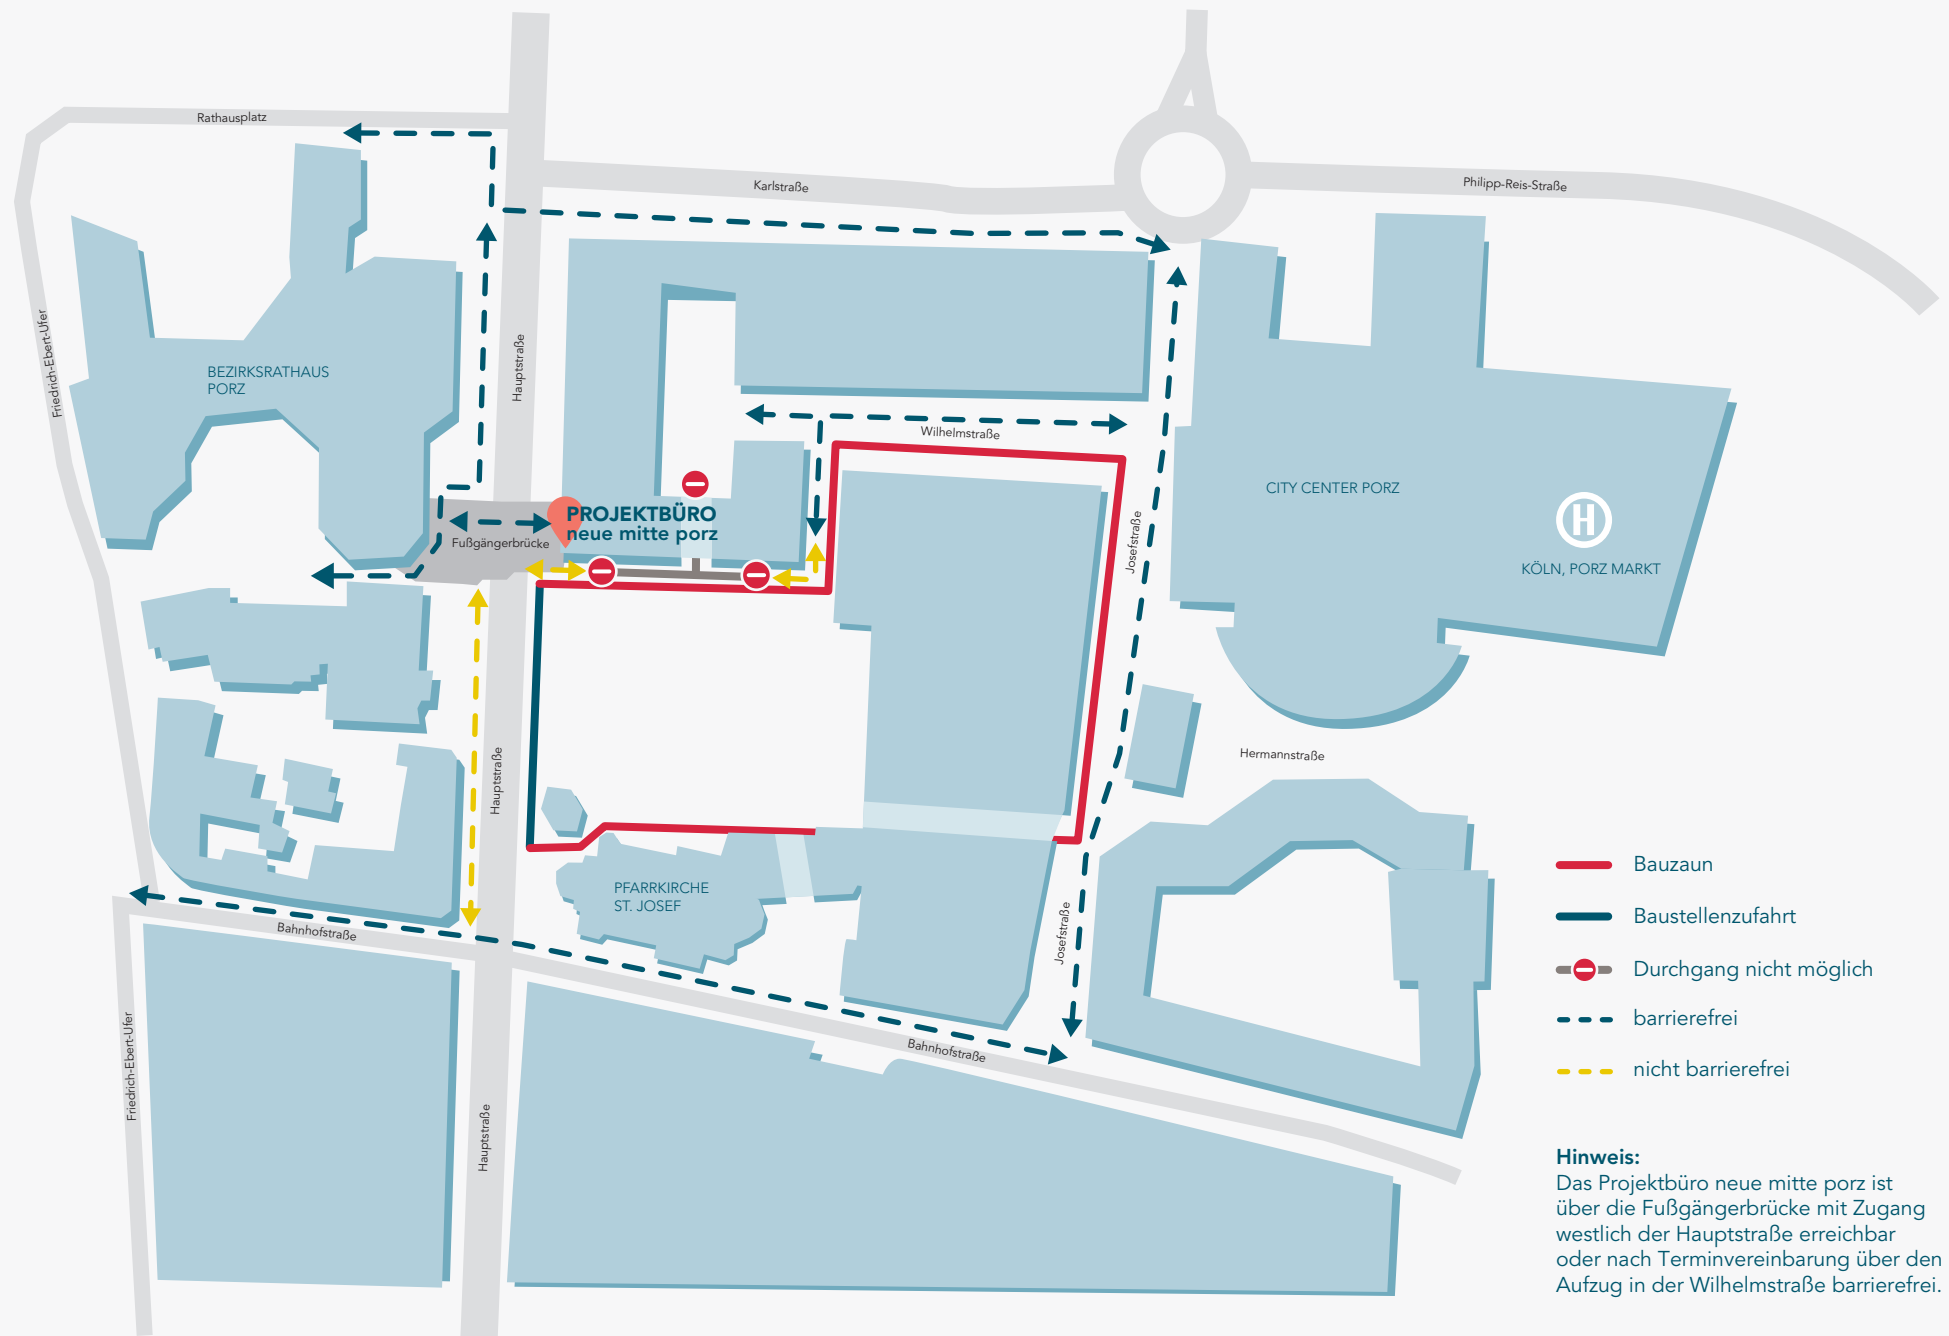 Rathausplatz
Karlstraße
Philipp-Reis-Straße
Friedrich-Ebert-Ufer
Hauptstraße
BEZIRKSRATHAUS
PORZ
Wilhelmstraße
CITY CENTER PORZ
H
KÖLN, PORZ MARKT
PROJEKTBÜRO
neue mitte porz
Fußgängerbrücke
Josefstraße
Hauptstraße
Hermannstraße
PFARRKIRCHE
ST. JOSEF
Josefstraße
Bahnhofstraße
Bahnhofstraße
Friedrich-Ebert-Ufer
Hauptstraße
Bauzaun
Baustellenzufahrt
Durchgang nicht möglich
barrierefrei
nicht barrierefrei
Hinweis:
Das Projektbüro neue mitte porz ist
über die Fußgängerbrücke mit Zugang
westlich der Hauptstraße erreichbar
oder nach Terminvereinbarung über den
Aufzug in der Wilhelmstraße barrierefrei.